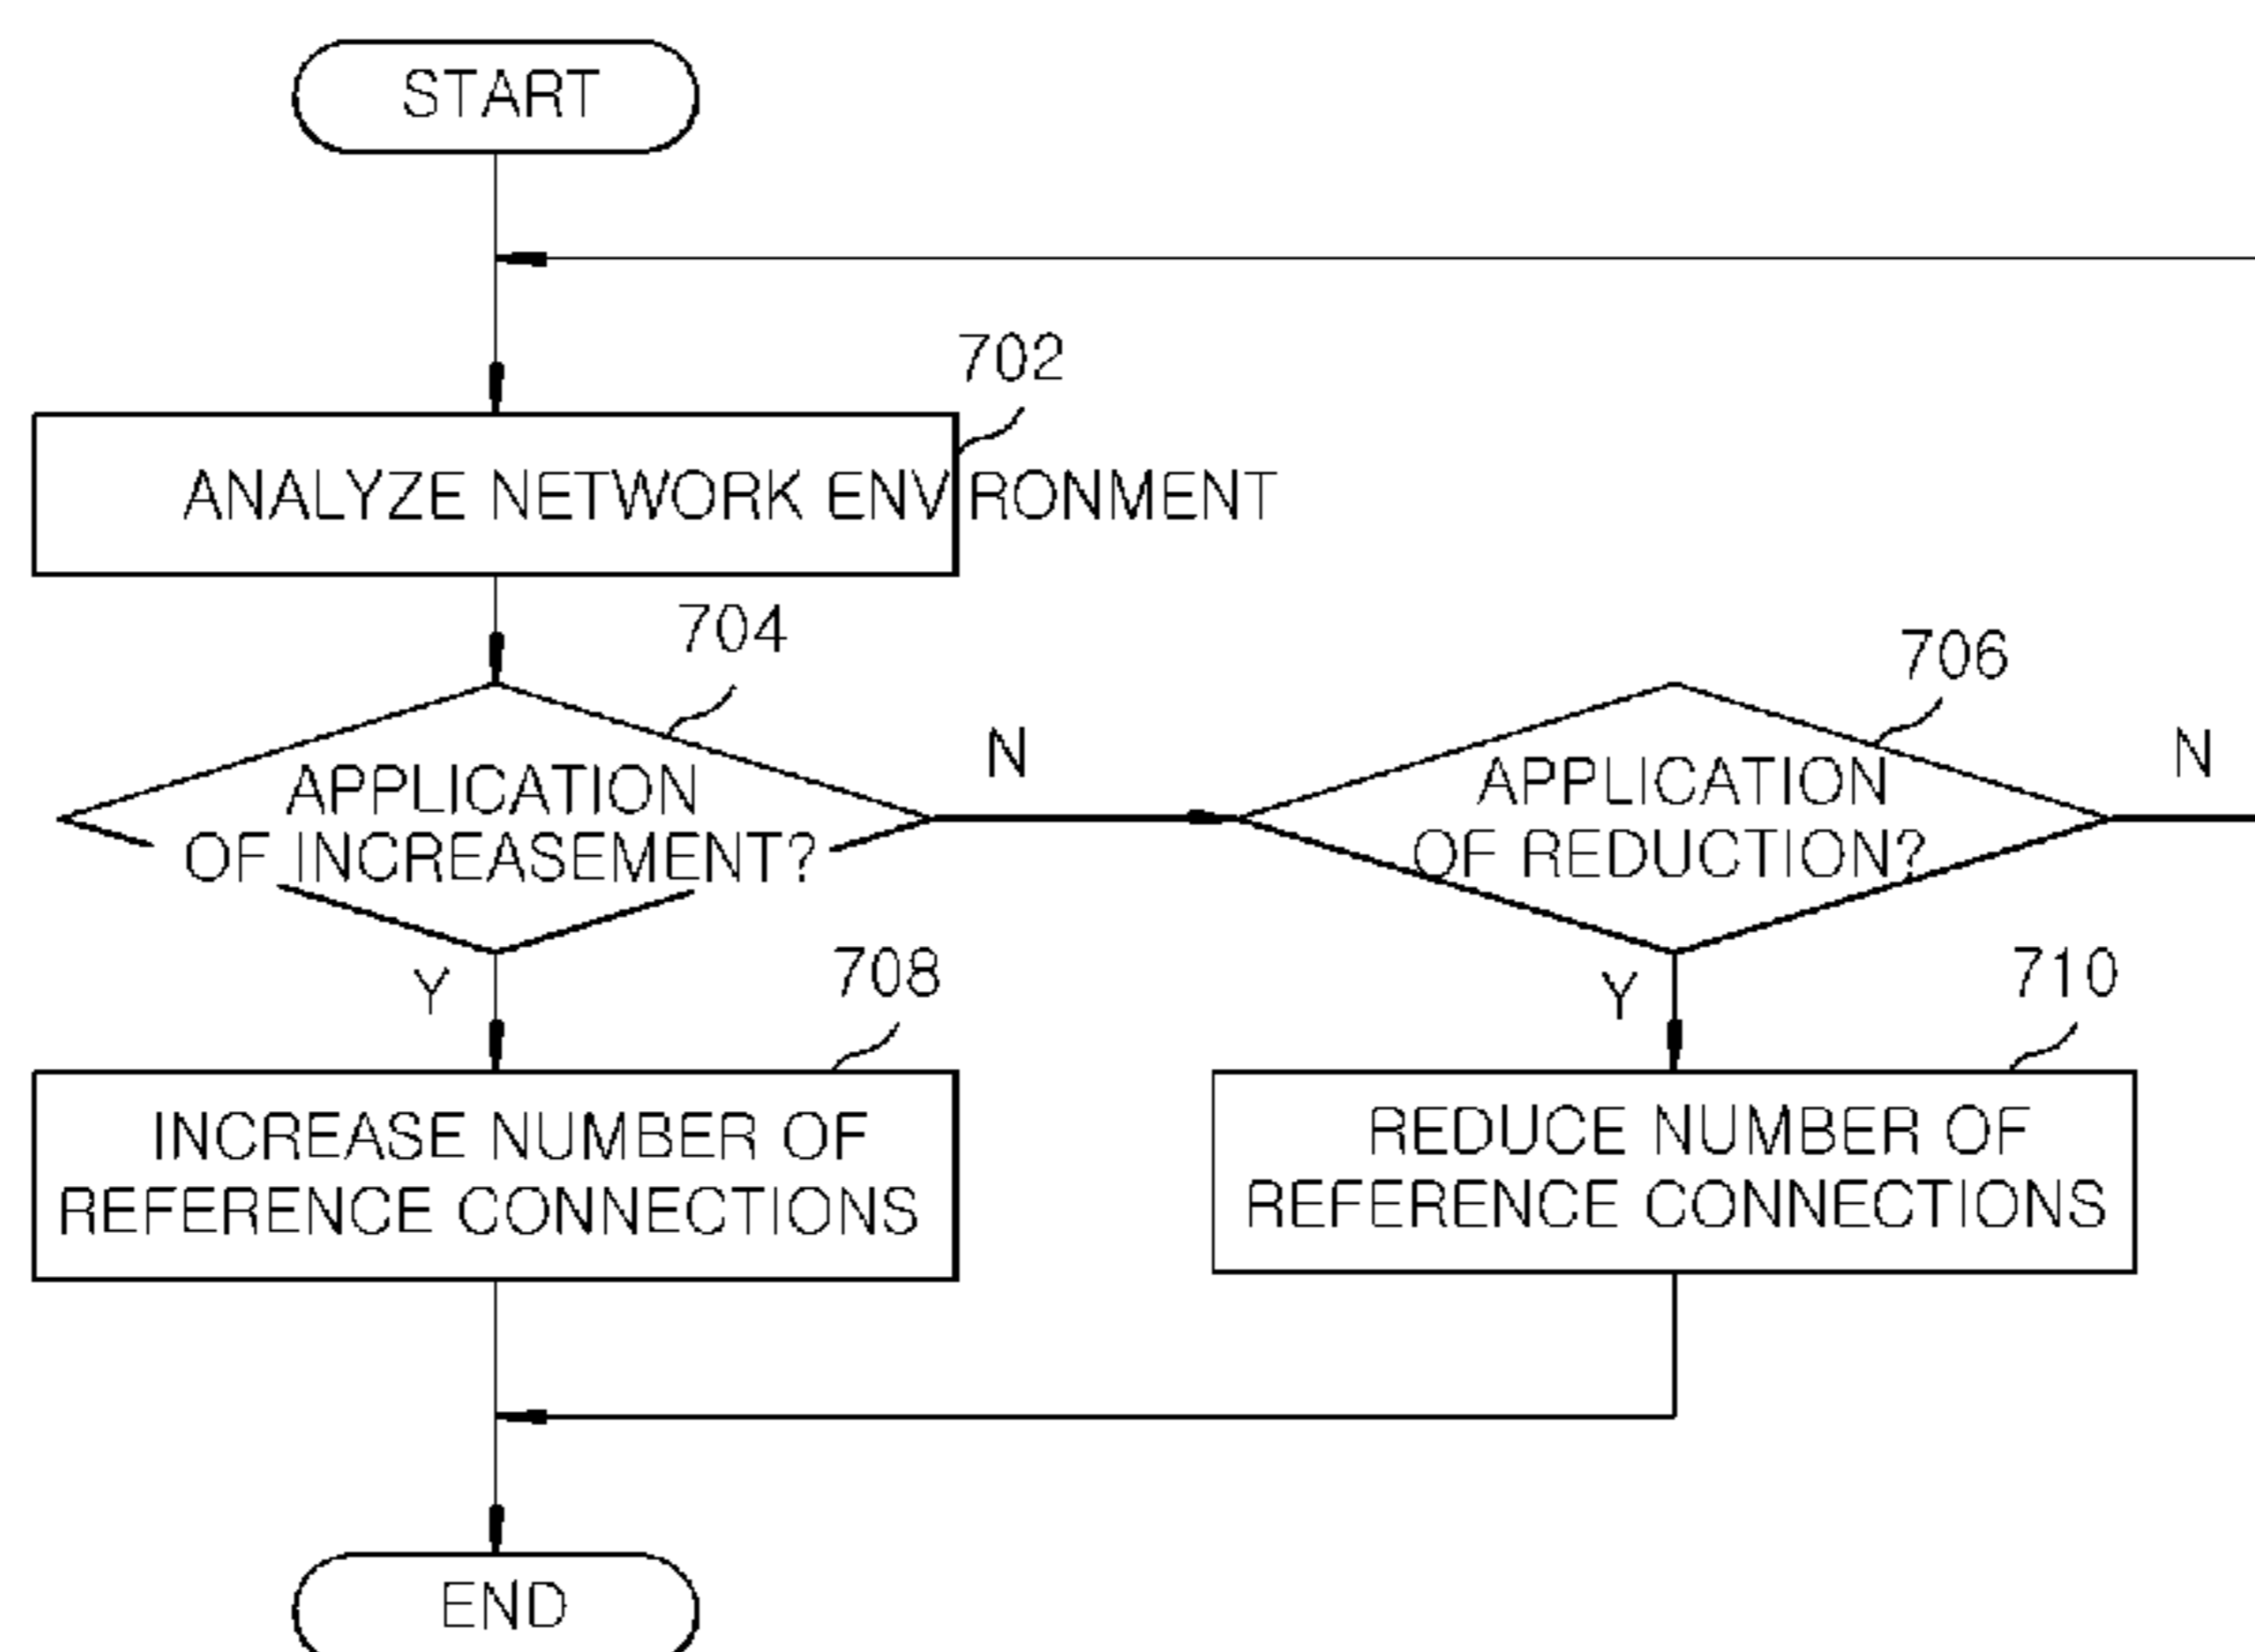 START
702
ANALYZE NETWORK ENVIRONMENT
704
706
N
N
APPLICATION
OF INCREASEMENT?
APPLICATION
OF REDUCTION?
Y
708
Y
710
INCREASE NUMBER OF
REFERENCE CONNECTIONS
REDUCE NUMBER OF
REFERENCE CONNECTIONS
END